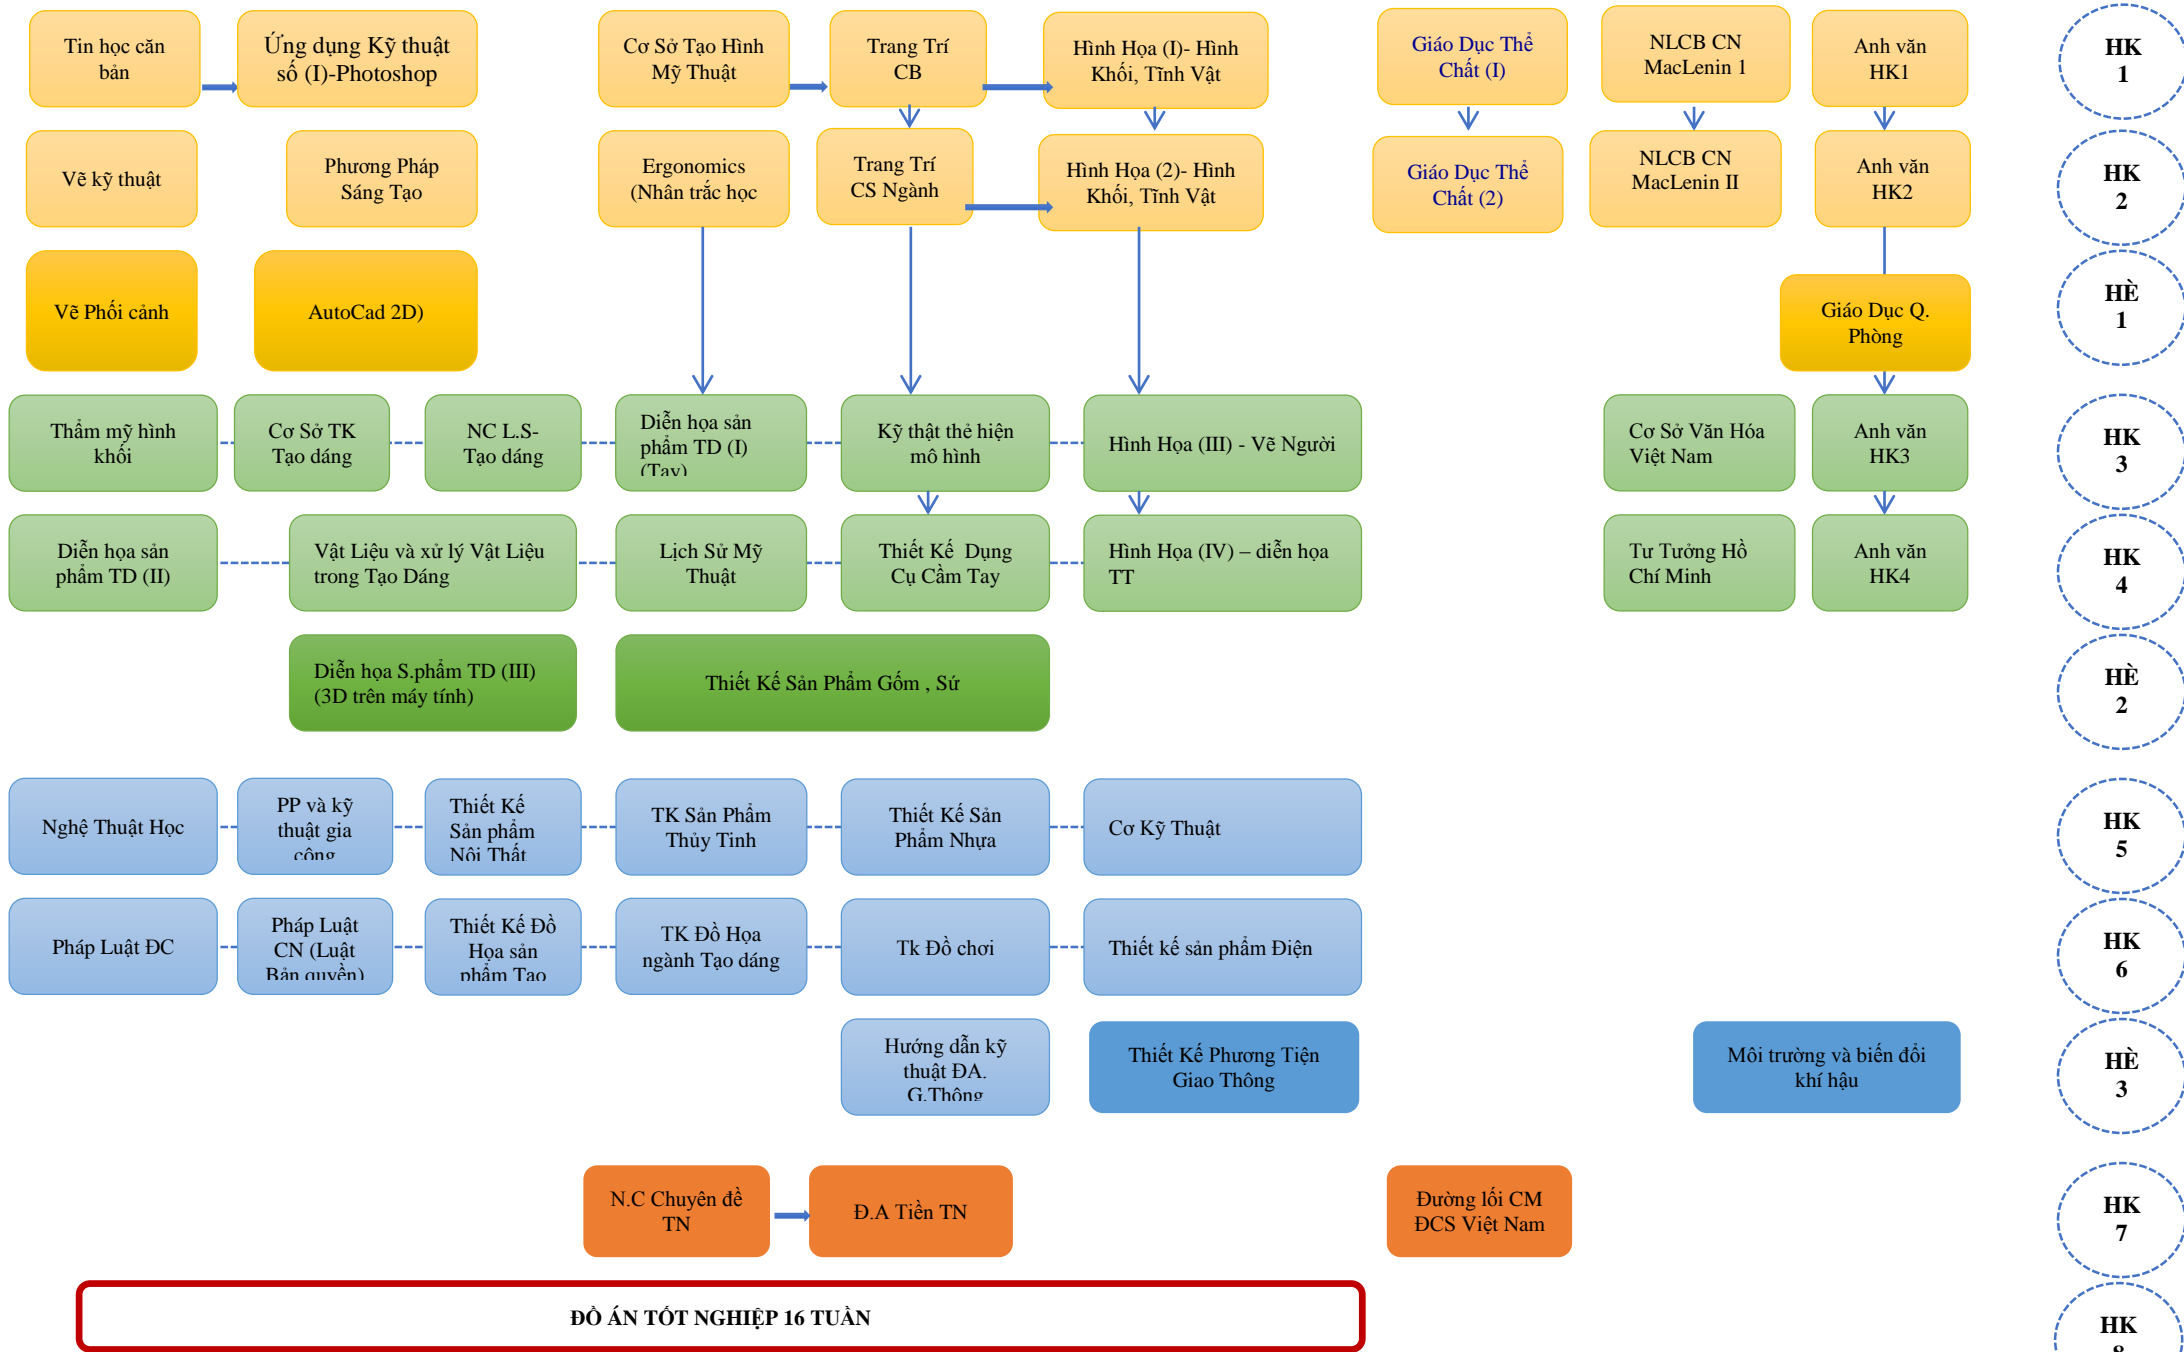 Tin học căn
bản
Ứng dụng Kỹ thuật
số (I)-Photoshop
Cơ Sở Tạo Hình
Mỹ Thuật
Trang Trí
CB
Hình Họa (I)- Hình
Khối, Tĩnh Vật
Giáo Dục Thể
Chất (I)
NLCB CN
MacLenin 1
Anh văn
HK1
HK
1
Vẽ kỹ thuật
Phương Pháp
Sáng Tạo
Ergonomics
(Nhân trắc học
Trang Trí
CS Ngành
Hình Họa (2)- Hình
Khối, Tĩnh Vật
Giáo Dục Thể
Chất (2)
NLCB CN
MacLenin II
Anh văn
HK2
HK
2
Vẽ Phối cảnh
AutoCad 2D)
Giáo Dục Q.
Phòng
HÈ
1
Thẩm mỹ hình
khối
Cơ Sở TK
Tạo dáng
NC L.S-
Tạo dáng
Diễn họa sản
phẩm TD (I)
(Tay)
Kỹ thật thẻ hiện
mô hình
Hình Họa (III) - Vẽ Người
Cơ Sở Văn Hóa
Việt Nam
Anh văn
HK3
HK
3
Diễn họa sản
phẩm TD (II)
Vật Liệu và xử lý Vật Liệu
trong Tạo Dáng
Lịch Sử Mỹ
Thuật
Thiết Kế  Dụng
Cụ Cầm Tay
Hình Họa (IV) – diễn họa
TT
Tư Tưởng Hồ
Chí Minh
Anh văn
HK4
HK
4
Diễn họa S.phẩm TD (III)
(3D trên máy tính)
Thiết Kế Sản Phẩm Gốm , Sứ
HÈ
2
Nghệ Thuật Học
PP và kỹ
thuật gia
công
Thiết Kế
Sản phẩm
Nội Thất
TK Sản Phẩm
Thủy Tinh
Thiết Kế Sản
Phẩm Nhựa
Cơ Kỹ Thuật
HK
5
Pháp Luật ĐC
Pháp Luật
CN (Luật
Bản quyền)
Thiết Kế Đồ
Họa sản
phẩm Tạo
TK Đồ Họa
ngành Tạo dáng
Tk Đồ chơi
Thiết kế sản phẩm Điện
HK
6
Hướng dẫn kỹ
thuật ĐA.
G.Thông
Thiết Kế Phương Tiện
Giao Thông
Môi trường và biến đổi
khí hậu
HÈ
3
N.C Chuyên đề
TN
Đ.A Tiền TN
Đường lối CM
ĐCS Việt Nam
HK
7
ĐỒ ÁN TỐT NGHIỆP 16 TUẦN
HK
8